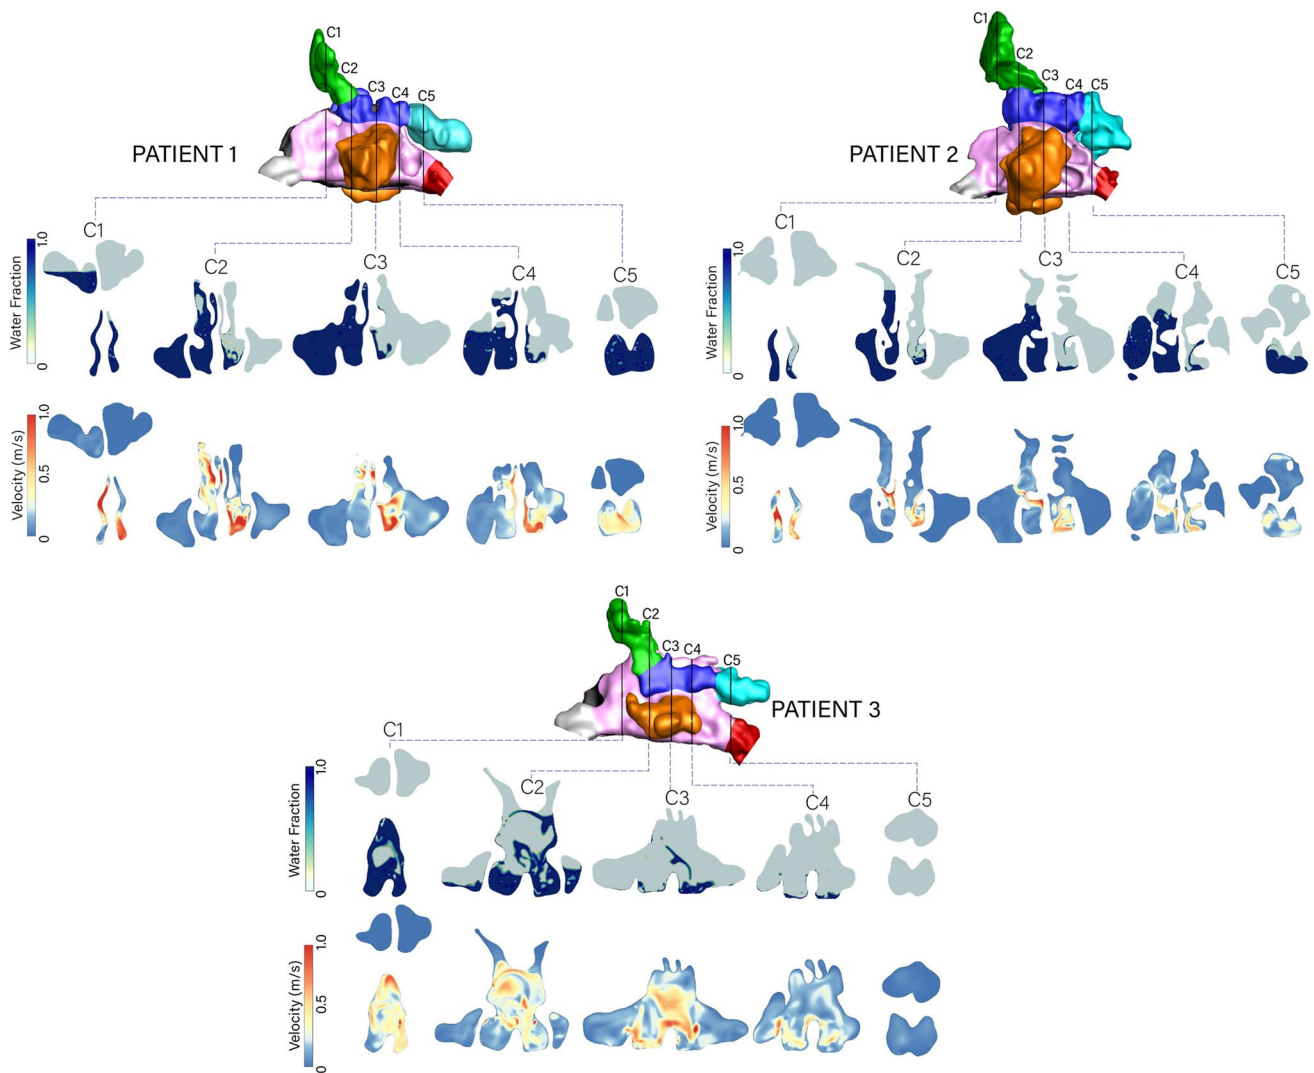 C1
C2
C3
C4
C5
PATIENT 1
C1
C2
C3
C4
C5
Water Fraction
0
1.0
Velocity (m/s)
0
0.5
1.0
C1
C2
C3
C4
C5
PATIENT 2
C1
C2
C3
C4
C5
Water Fraction
0
1.0
Velocity (m/s)
0
0.5
1.0
C1
C2
C3
C4
C5
PATIENT 3
C1
C2
C3
C4
C5
Water Fraction
0
1.0
Velocity (m/s)
0
0.5
1.0